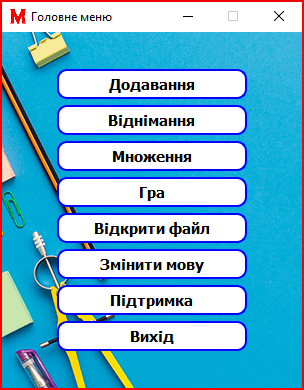 Головне меню
Додавання
Віднімання
Множення
Гра
Відкрити файл
Змінити мову
Підтримка
Вихід